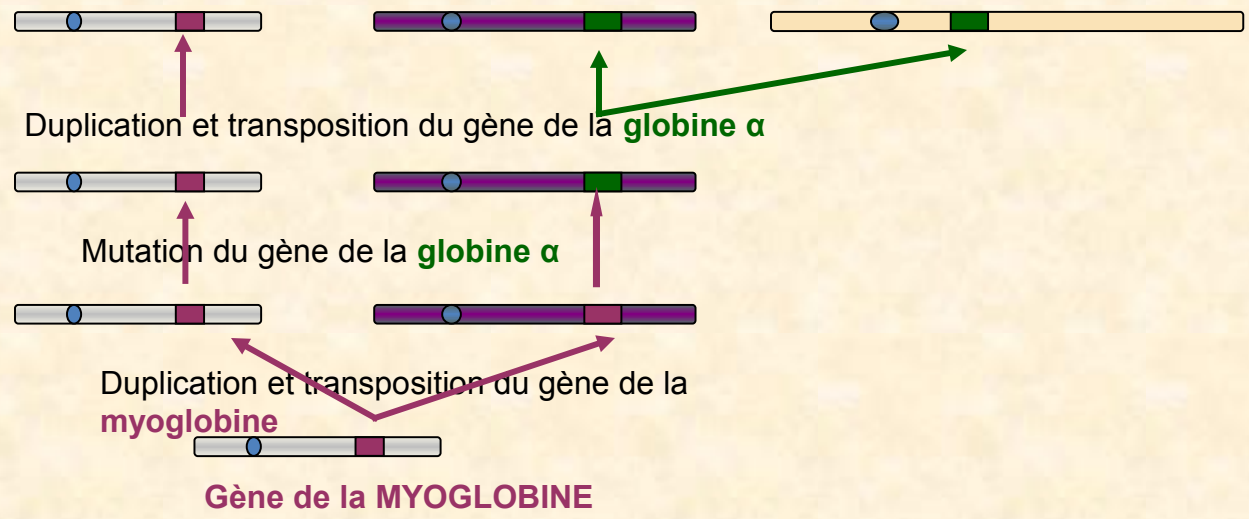 Duplication et transposition du gène de la globine α
Mutation du gène de la globine α
Duplication et transposition du gène de la
myoglobine
Gène de la MYOGLOBINE